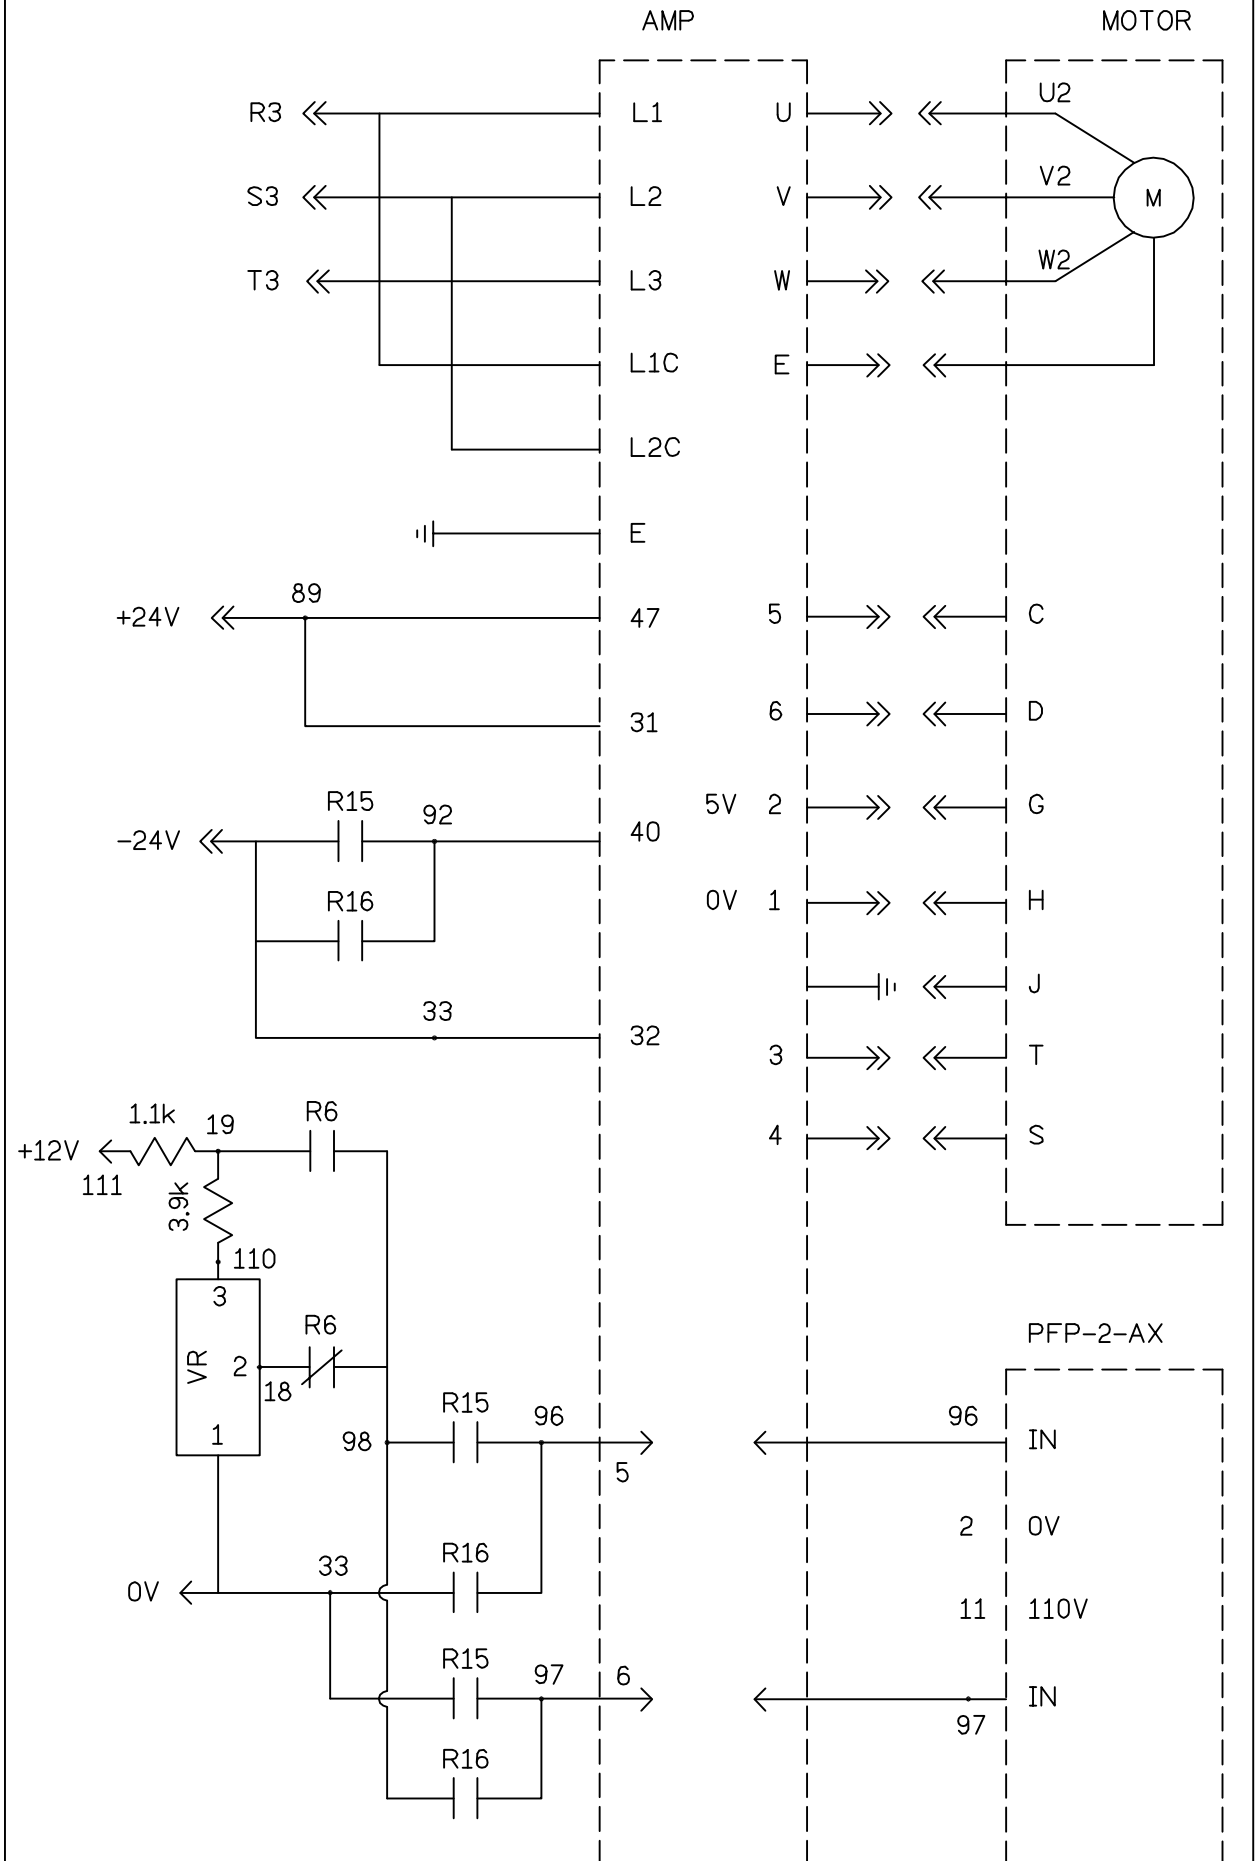 AMP MOTOR
U2
R3 L1 U
V2
S3 L2 V M
W2
T3 L3 W
L1C E
L2C
E
89
+24V 47 5 C
31 6 D
R15 92 5V 2 G
-24V 40
R16 0V 1 H
J
33 32 3 T
1.1k 19 R6
+12V 4 S
111
3.9k
110
3
R6 PFP-2-AX
VR 2
18
1 R15 96 96
98 IN
5
2 0V
R16
33
0V 11 110V
R15 97 6
IN
97
R16